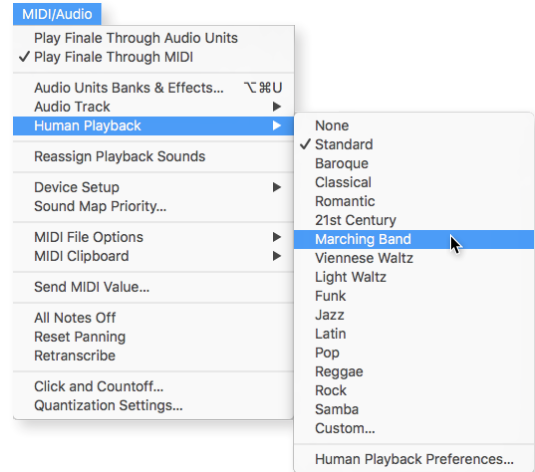 MIDI/Audio
Play Finale Through Audio Units
✓ Play Finale Through MIDI
Audio Units Banks & Effects... ⌥⌘U
Audio Track ▶
Human Playback ▶
Reassign Playback Sounds
Device Setup ▶
Sound Map Priority...
MIDI File Options ▶
MIDI Clipboard ▶
Send MIDI Value...
All Notes Off
Reset Panning
Retranscribe
Click and Countoff...
Quantization Settings...
None
✓ Standard
Baroque
Classical
Romantic
21st Century
Marching Band
Viennese Waltz
Light Waltz
Funk
Jazz
Latin
Pop
Reggae
Rock
Samba
Custom...
Human Playback Preferences...